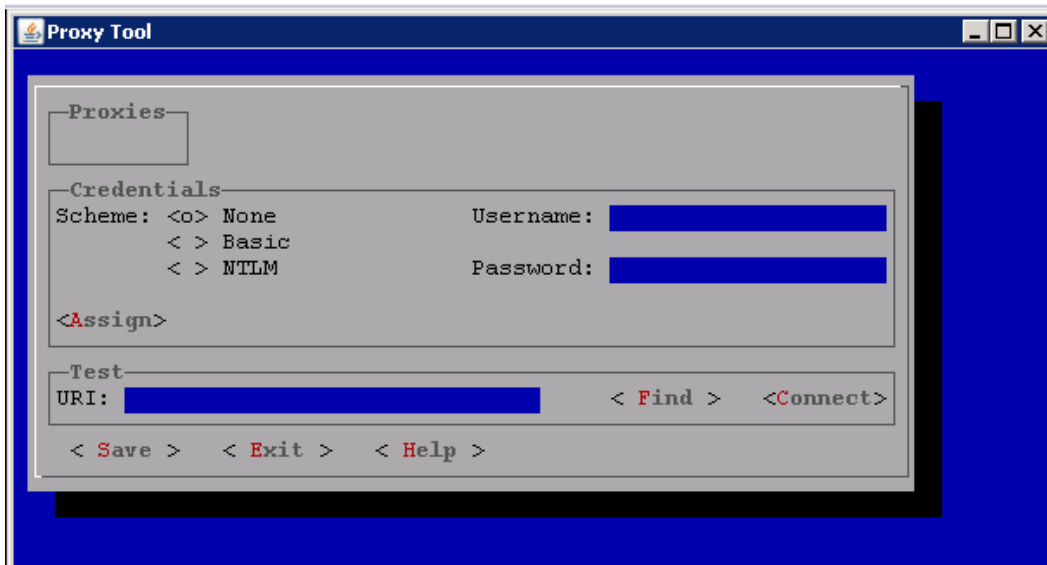 Proxy Tool
Proxies
Credentials
Scheme: <o> None Username:
< > Basic
< > NTLM Password:
<Assign>
Test
URI: < Find > <Connect>
< Save > < Exit > < Help >